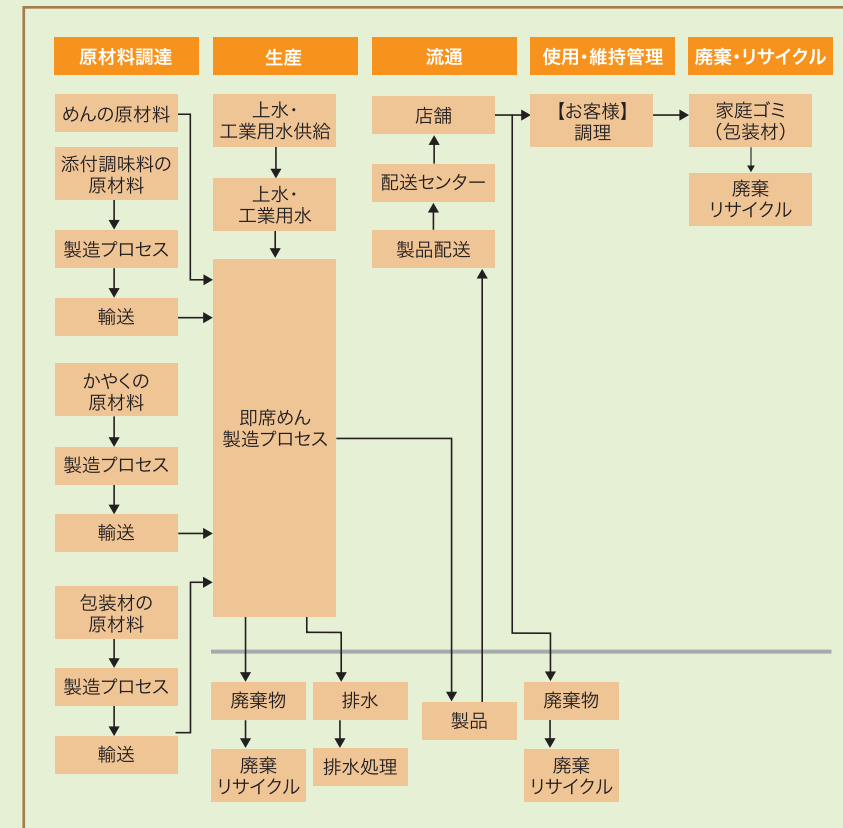 原材料調達
生産
流通
使用・維持管理
廃棄・リサイクル
めんの原材料
添付調味料の
原材料
製造プロセス
輸送
かやくの
原材料
製造プロセス
輸送
包装材の
原材料
製造プロセス
輸送
上水・
工業用水供給
上水・
工業用水
即席めん
製造プロセス
廃棄物
廃棄
リサイクル
排水
排水処理
店舗
配送センター
製品配送
製品
【お客様】
調理
廃棄物
廃棄
リサイクル
家庭ゴミ
（包装材）
廃棄
リサイクル